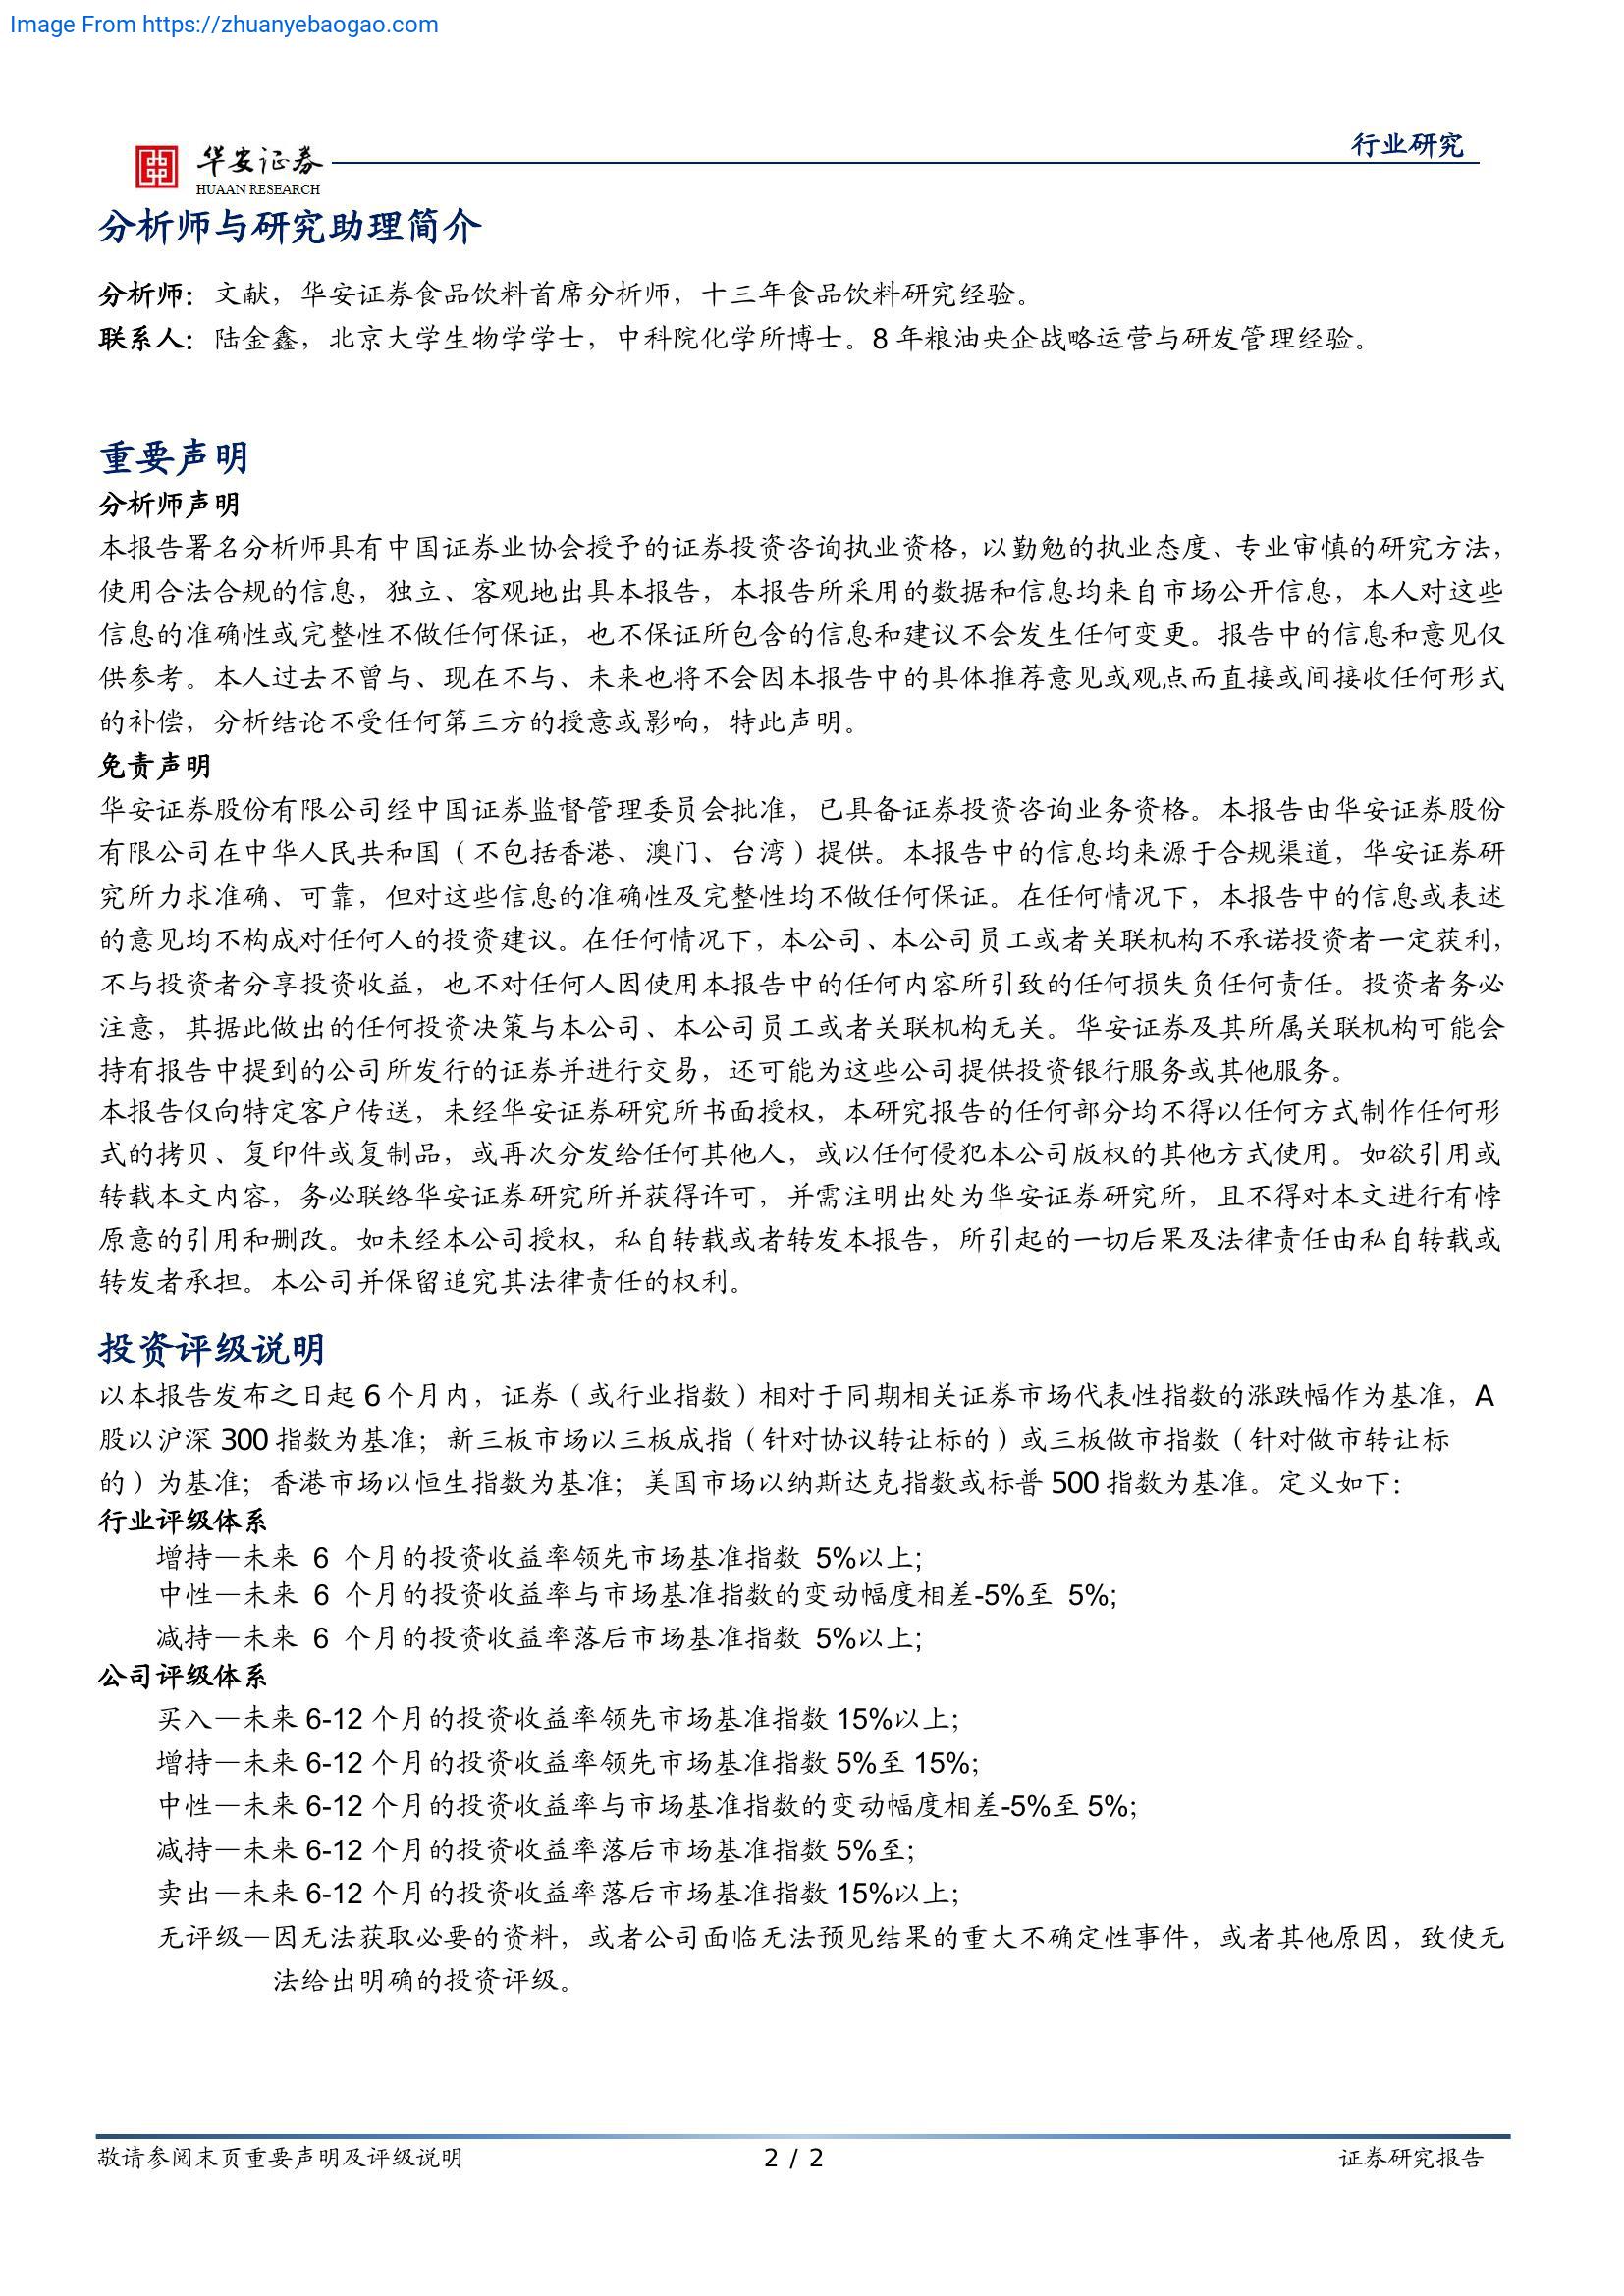 Image From https://zhuanyebaogao.com
行业研究
华安证券
HUAAN RESEARCH
分析师与研究助理简介
分析师：文献，华安证券食品饮料首席分析师，十三年食品饮料研究经验。
联系人：陆金鑫，北京大学生物学学士，中科院化学所博士。8 年粮油央企战略运营与研发管理经验。
重要声明
分析师声明
本报告署名分析师具有中国证券业协会授予的证券投资咨询执业资格，以勤勉的执业态度、专业审慎的研究方法，
使用合法合规的信息，独立、客观地出具本报告，本报告所采用的数据和信息均来自市场公开信息，本人对这些
信息的准确性或完整性不做任何保证，也不保证所包含的信息和建议不会发生任何变更。报告中的信息和意见仅
供参考。本人过去不曾与、现在不与、未来也将不会因本报告中的具体推荐意见或观点而直接或间接收任何形式
的补偿，分析结论不受任何第三方的授意或影响，特此声明。
免责声明
华安证券股份有限公司经中国证券监督管理委员会批准，已具备证券投资咨询业务资格。本报告由华安证券股份
有限公司在中华人民共和国（不包括香港、澳门、台湾）提供。本报告中的信息均来源于合规渠道，华安证券研
究所力求准确、可靠，但对这些信息的准确性及完整性均不做任何保证。在任何情况下，本报告中的信息或表述
的意见均不构成对任何人的投资建议。在任何情况下，本公司、本公司员工或者关联机构不承诺投资者一定获利，
不与投资者分享投资收益，也不对任何人因使用本报告中的任何内容所引致的任何损失负任何责任。投资者务必
注意，其据此做出的任何投资决策与本公司、本公司员工或者关联机构无关。华安证券及其所属关联机构可能会
持有报告中提到的公司所发行的证券并进行交易，还可能为这些公司提供投资银行服务或其他服务。
本报告仅向特定客户传送，未经华安证券研究所书面授权，本研究报告的任何部分均不得以任何方式制作任何形
式的拷贝、复印件或复制品，或再次分发给任何其他人，或以任何侵犯本公司版权的其他方式使用。如欲引用或
转载本文内容，务必联络华安证券研究所并获得许可，并需注明出处为华安证券研究所，且不得对本文进行有悖
原意的引用和删改。如未经本公司授权，私自转载或者转发本报告，所引起的一切后果及法律责任由私自转载或
转发者承担。本公司并保留追究其法律责任的权利。
投资评级说明
以本报告发布之日起 6 个月内，证券（或行业指数）相对于同期相关证券市场代表性指数的涨跌幅作为基准，A
股以沪深 300 指数为基准；新三板市场以三板成指（针对协议转让标的）或三板做市指数（针对做市转让标
的）为基准；香港市场以恒生指数为基准；美国市场以纳斯达克指数或标普 500 指数为基准。定义如下：
行业评级体系
增持—未来 6 个月的投资收益率领先市场基准指数 5%以上;
中性—未来 6 个月的投资收益率与市场基准指数的变动幅度相差-5%至 5%;
减持—未来 6 个月的投资收益率落后市场基准指数 5%以上;
公司评级体系
买入—未来 6-12 个月的投资收益率领先市场基准指数 15%以上；
增持—未来 6-12 个月的投资收益率领先市场基准指数 5%至 15%；
中性—未来 6-12 个月的投资收益率与市场基准指数的变动幅度相差-5%至 5%；
减持—未来 6-12 个月的投资收益率落后市场基准指数 5%至；
卖出—未来 6-12 个月的投资收益率落后市场基准指数 15%以上；
无评级—因无法获取必要的资料，或者公司面临无法预见结果的重大不确定性事件，或者其他原因，致使无
法给出明确的投资评级。
敬请参阅末页重要声明及评级说明
2 / 2
证券研究报告